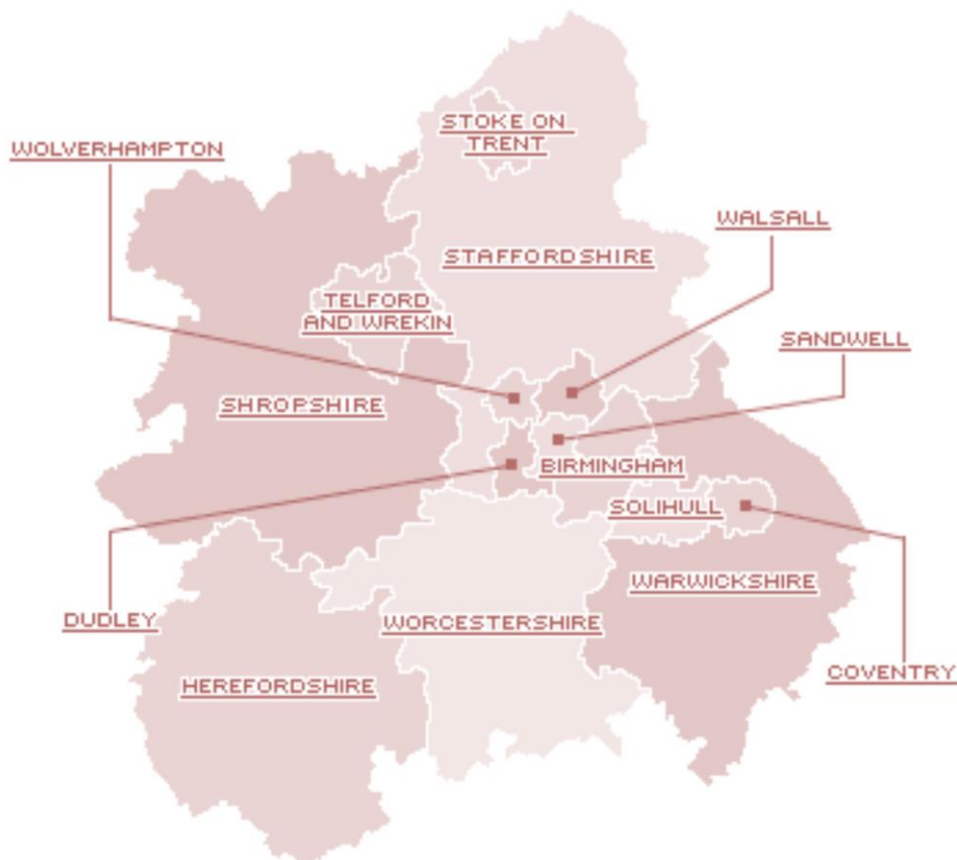 STOKE ON
TRENT
WOLVERHAMPTON
WALSALL
STAFFORDSHIRE
TELFORD
AND WREKIN
SANDWELL
SHROPSHIRE
BIRMINGHAM
SOLIHULL
WARWICKSHIRE
DUDLEY
WORCESTERSHIRE
COVENTRY
HEREFORDSHIRE